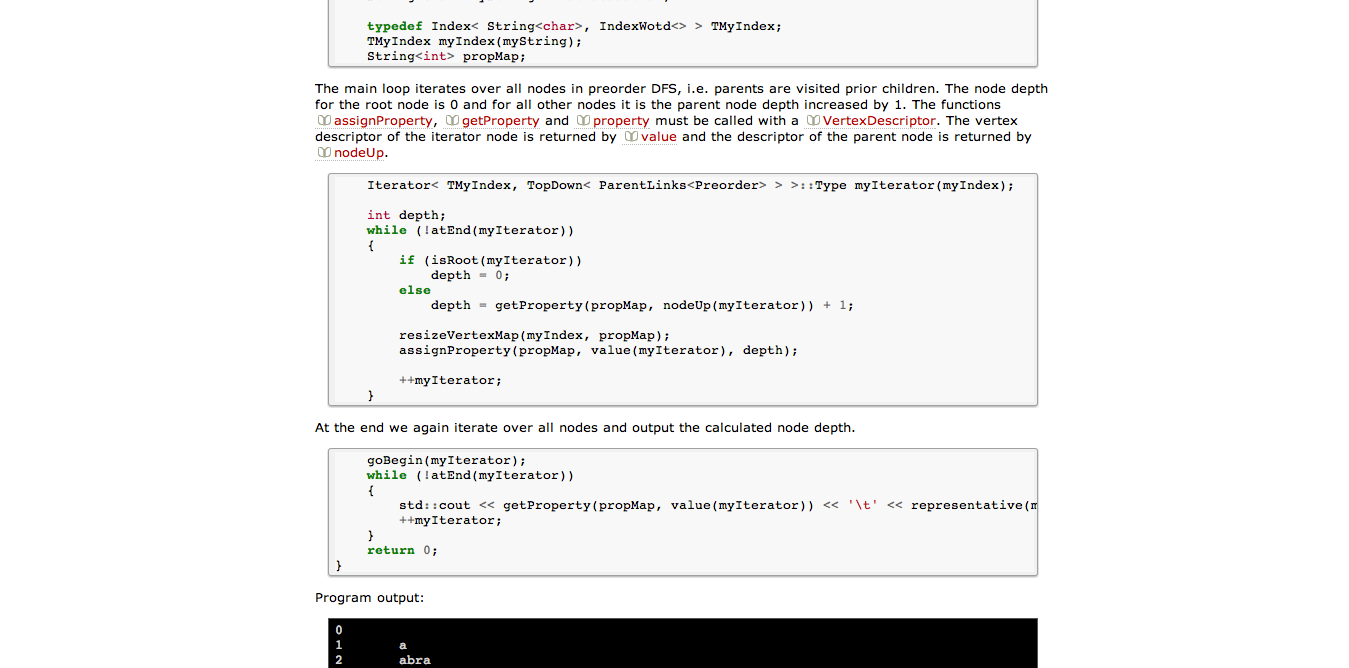 typedef Index< String<char>, IndexWotd<> > TMyIndex;
TMyIndex myIndex(myString);
String<int> propMap;
The main loop iterates over all nodes in preorder DFS, i.e. parents are visited prior children. The node depth
for the root node is 0 and for all other nodes it is the parent node depth increased by 1. The functions
assignProperty, getProperty and property must be called with a VertexDescriptor. The vertex
descriptor of the iterator node is returned by value and the descriptor of the parent node is returned by
nodeUp.
Iterator< TMyIndex, TopDown< ParentLinks<Preorder> > >::Type myIterator(myIndex);
int depth;
while (!atEnd(myIterator))
{
if (isRoot(myIterator))
depth = 0;
else
depth = getProperty(propMap, nodeUp(myIterator)) + 1;
resizeVertexMap(myIndex, propMap);
assignProperty(propMap, value(myIterator), depth);
++myIterator;
}
At the end we again iterate over all nodes and output the calculated node depth.
goBegin(myIterator);
while (!atEnd(myIterator))
{
std::cout << getProperty(propMap, value(myIterator)) << '\t' << representative(m
++myIterator;
}
return 0;
}
Program output:
0
1 a
2 abra